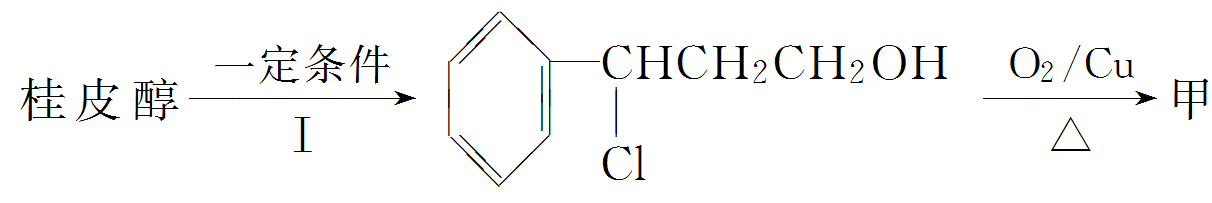 桂皮醇 一定条件 Ⅰ CHCH₂CH₂OH O₂/Cu △ 甲
Cl